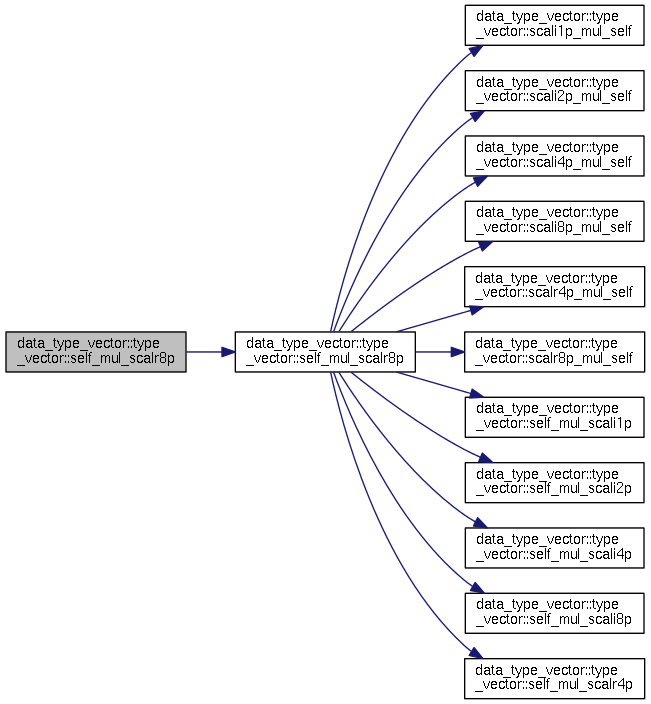 data_type_vector::type
_vector::scali1p_mul_self
data_type_vector::type
_vector::scali2p_mul_self
data_type_vector::type
_vector::scali4p_mul_self
data_type_vector::type
_vector::scali8p_mul_self
data_type_vector::type
_vector::scalr4p_mul_self
data_type_vector::type
_vector::self_mul_scalr8p
data_type_vector::type
_vector::self_mul_scalr8p
data_type_vector::type
_vector::scalr8p_mul_self
data_type_vector::type
_vector::self_mul_scali1p
data_type_vector::type
_vector::self_mul_scali2p
data_type_vector::type
_vector::self_mul_scali4p
data_type_vector::type
_vector::self_mul_scali8p
data_type_vector::type
_vector::self_mul_scalr4p